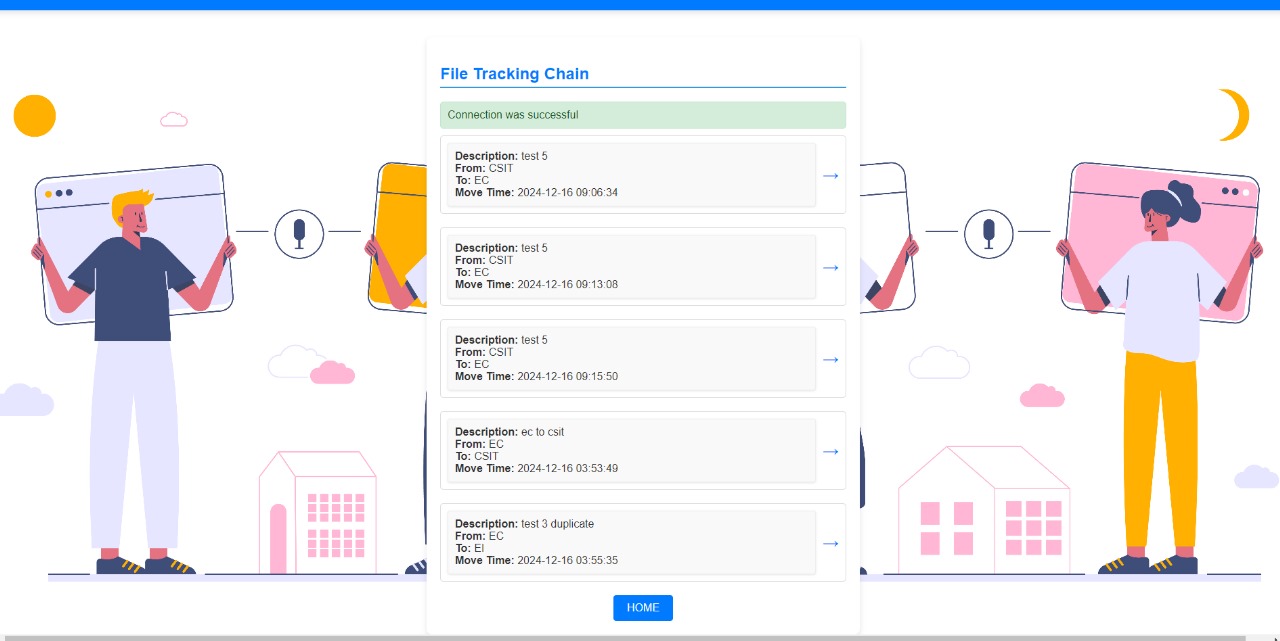 File Tracking Chain
Connection was successful
Description: test 5
From: CSIT
To: EC
Move Time: 2024-12-16 09:06:34
→
Description: test 5
From: CSIT
To: EC
Move Time: 2024-12-16 09:13:08
→
Description: test 5
From: CSIT
To: EC
Move Time: 2024-12-16 09:15:50
→
Description: ec to csit
From: EC
To: CSIT
Move Time: 2024-12-16 03:53:49
→
Description: test 3 duplicate
From: EC
To: EI
Move Time: 2024-12-16 03:55:35
→
HOME